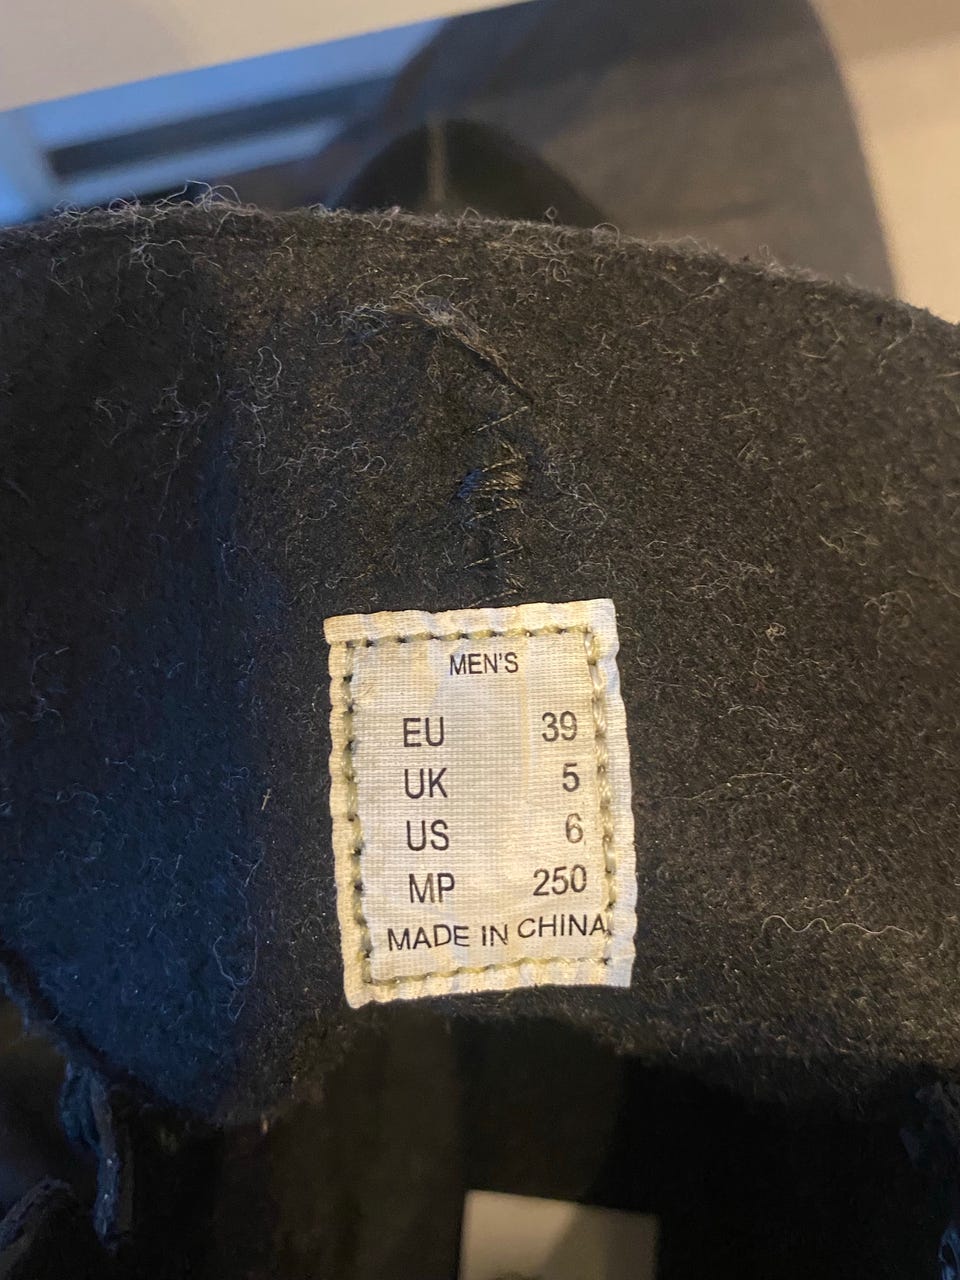 MEN'S
EU 39
UK 5
US 6
MP 250
MADE IN CHINA